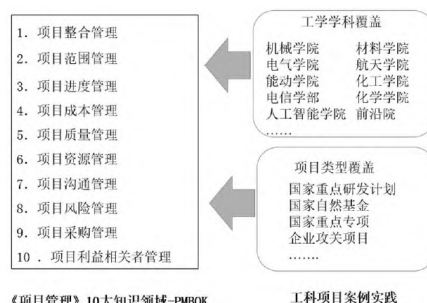 1. 项目整合管理
2. 项目范围管理
3. 项目进度管理
4. 项目成本管理
5. 项目质量管理
6. 项目资源管理
7. 项目沟通管理
8. 项目风险管理
9. 项目采购管理
10 . 项目利益相关者管理
《项目管理》10大知识领域-PMBOK
工学学科覆盖
机械学院 材料学院
电气学院 航天学院
能动学院 化工学院
电信学部 化学学院
人工智能学院 前沿院
……
项目类型覆盖
国家重点研发计划
国家自然基金
国家重点专项
企业攻关项目
……
工科项目案例实践